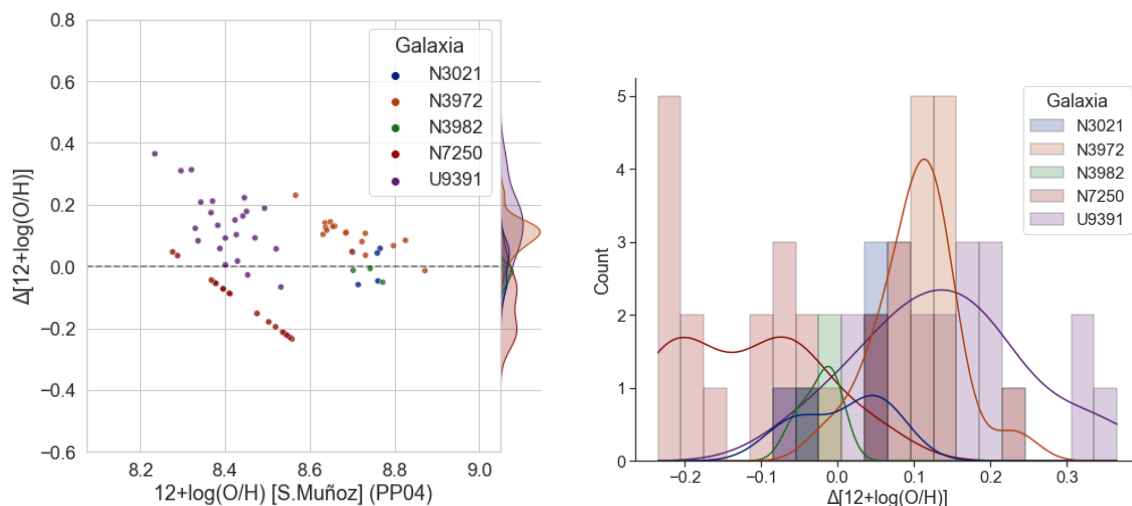 0.8
0.6
0.4
0.2
0.0
−0.2
−0.4
−0.6
Δ[12+log(O/H)]
8.2 8.4 8.6 8.8 9.0
12+log(O/H) [S.Muñoz] (PP04)
Galaxia
N3021
N3972
N3982
N7250
U9391
5
4
3
2
1
0
Count
−0.2 −0.1 0.0 0.1 0.2 0.3
Δ[12+log(O/H)]
Galaxia
N3021
N3972
N3982
N7250
U9391